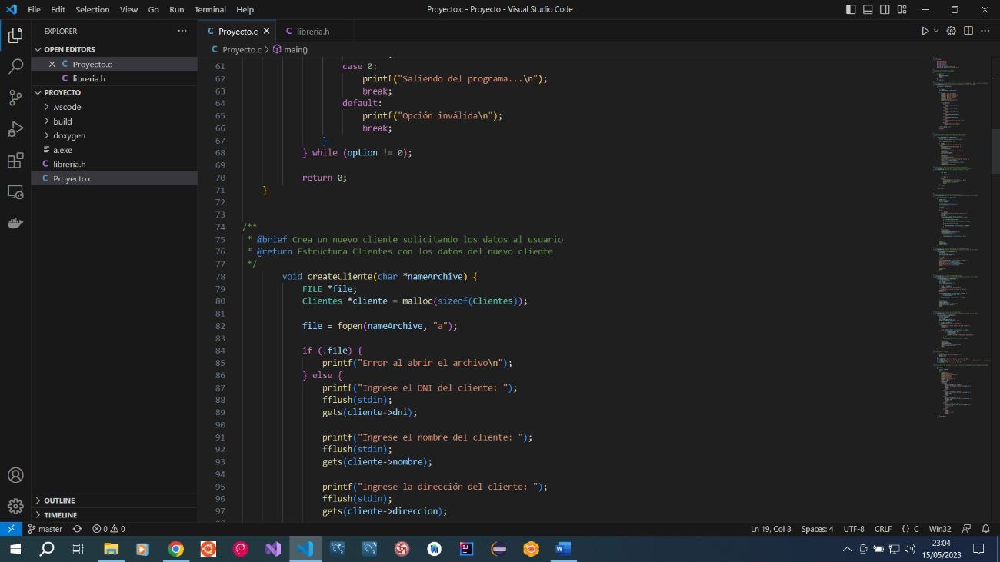 File Edit Selection View Go Run Terminal Help
Proyecto.c - Proyecto - Visual Studio Code
EXPLORER
OPEN EDITORS
Proyecto.c
libreria.h
PROYECTO
.vscode
build
doxygen
a.exe
libreria.h
Proyecto.c
OUTLINE
TIMELINE
Proyecto.c libreria.h
Proyecto.c > main()
61 case 0:
62 printf("Saliendo del programa...\n");
63 break;
64 default:
65 printf("Opción inválida\n");
66 break;
67 }
68 } while (option != 0);
69
70 return 0;
71 }
72
73
74 /**
75 * @brief Crea un nuevo cliente solicitando los datos al usuario
76 * @return Estructura Clientes con los datos del nuevo cliente
77 */
78 void createCliente(char *nameArchive) {
79 FILE *file;
80 Clientes *cliente = malloc(sizeof(Clientes));
81
82 file = fopen(nameArchive, "a");
83
84 if (!file) {
85 printf("Error al abrir el archivo\n");
86 } else {
87 printf("Ingrese el DNI del cliente: ");
88 fflush(stdin);
89 gets(cliente->dni);
90
91 printf("Ingrese el nombre del cliente: ");
92 fflush(stdin);
93 gets(cliente->nombre);
94
95 printf("Ingrese la dirección del cliente: ");
96 fflush(stdin);
97 gets(cliente->direccion);
master 0 0
Ln 19, Col 8 Spaces: 4 UTF-8 CRLF {} C Win32
23:04
15/05/2023